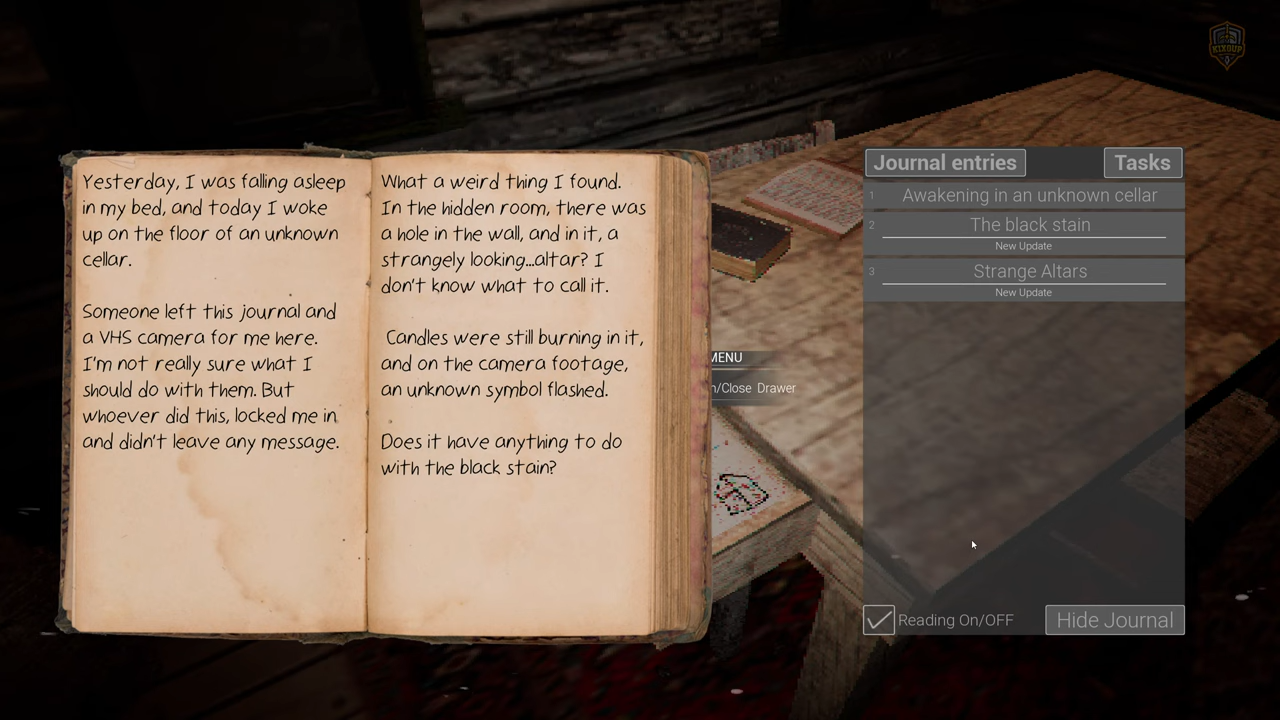 KIXOUP
Yesterday, I was falling asleep
in my bed, and today I woke
up on the floor of an unknown
cellar.
Someone left this journal and
a VHS camera for me here.
I'm not really sure what I
should do with them. But
whoever did this, locked me in
and didn't leave any message.
What a weird thing I found.
In the hidden room, there was
a hole in the wall, and in it, a
strangely looking...altar? I
don't know what to call it.
Candles were still burning in it,
and on the camera footage,
an unknown symbol flashed.
Does it have anything to do
with the black stain?
MENU
n/Close Drawer
Journal entries
Tasks
1 Awakening in an unknown cellar
2 The black stain
New Update
3 Strange Altars
New Update
Reading On/OFF
Hide Journal